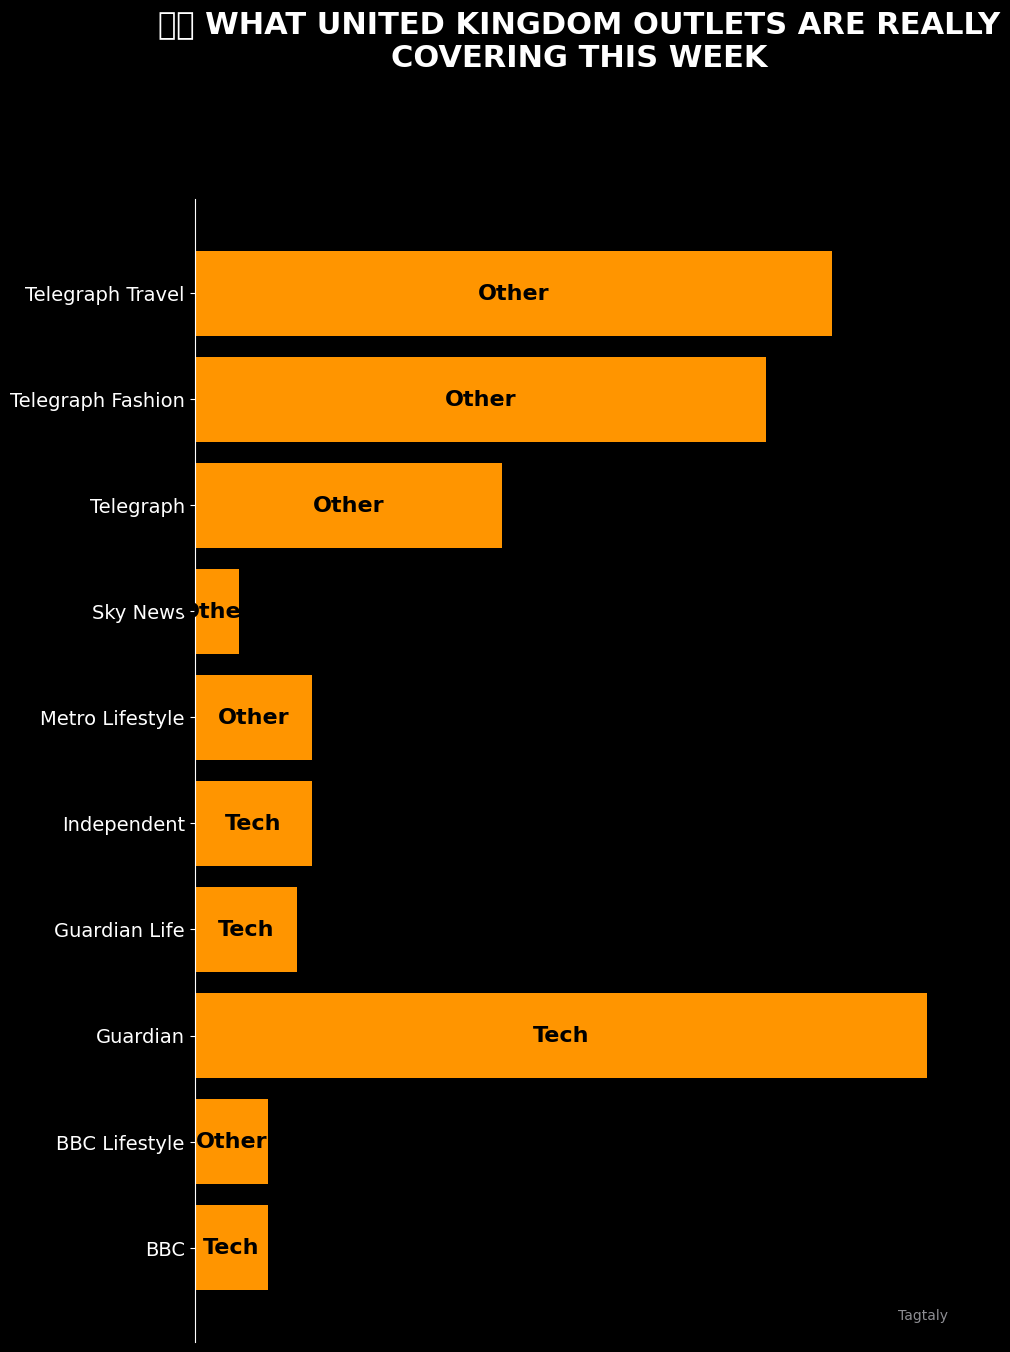 WHAT UNITED KINGDOM OUTLETS ARE REALLY
COVERING THIS WEEK
Telegraph Travel
Other
Telegraph Fashion
Other
Telegraph
Other
Sky News
Other
Metro Lifestyle
Other
Independent
Tech
Guardian Life
Tech
Guardian
Tech
BBC Lifestyle
Other
BBC
Tech
Tagtaly